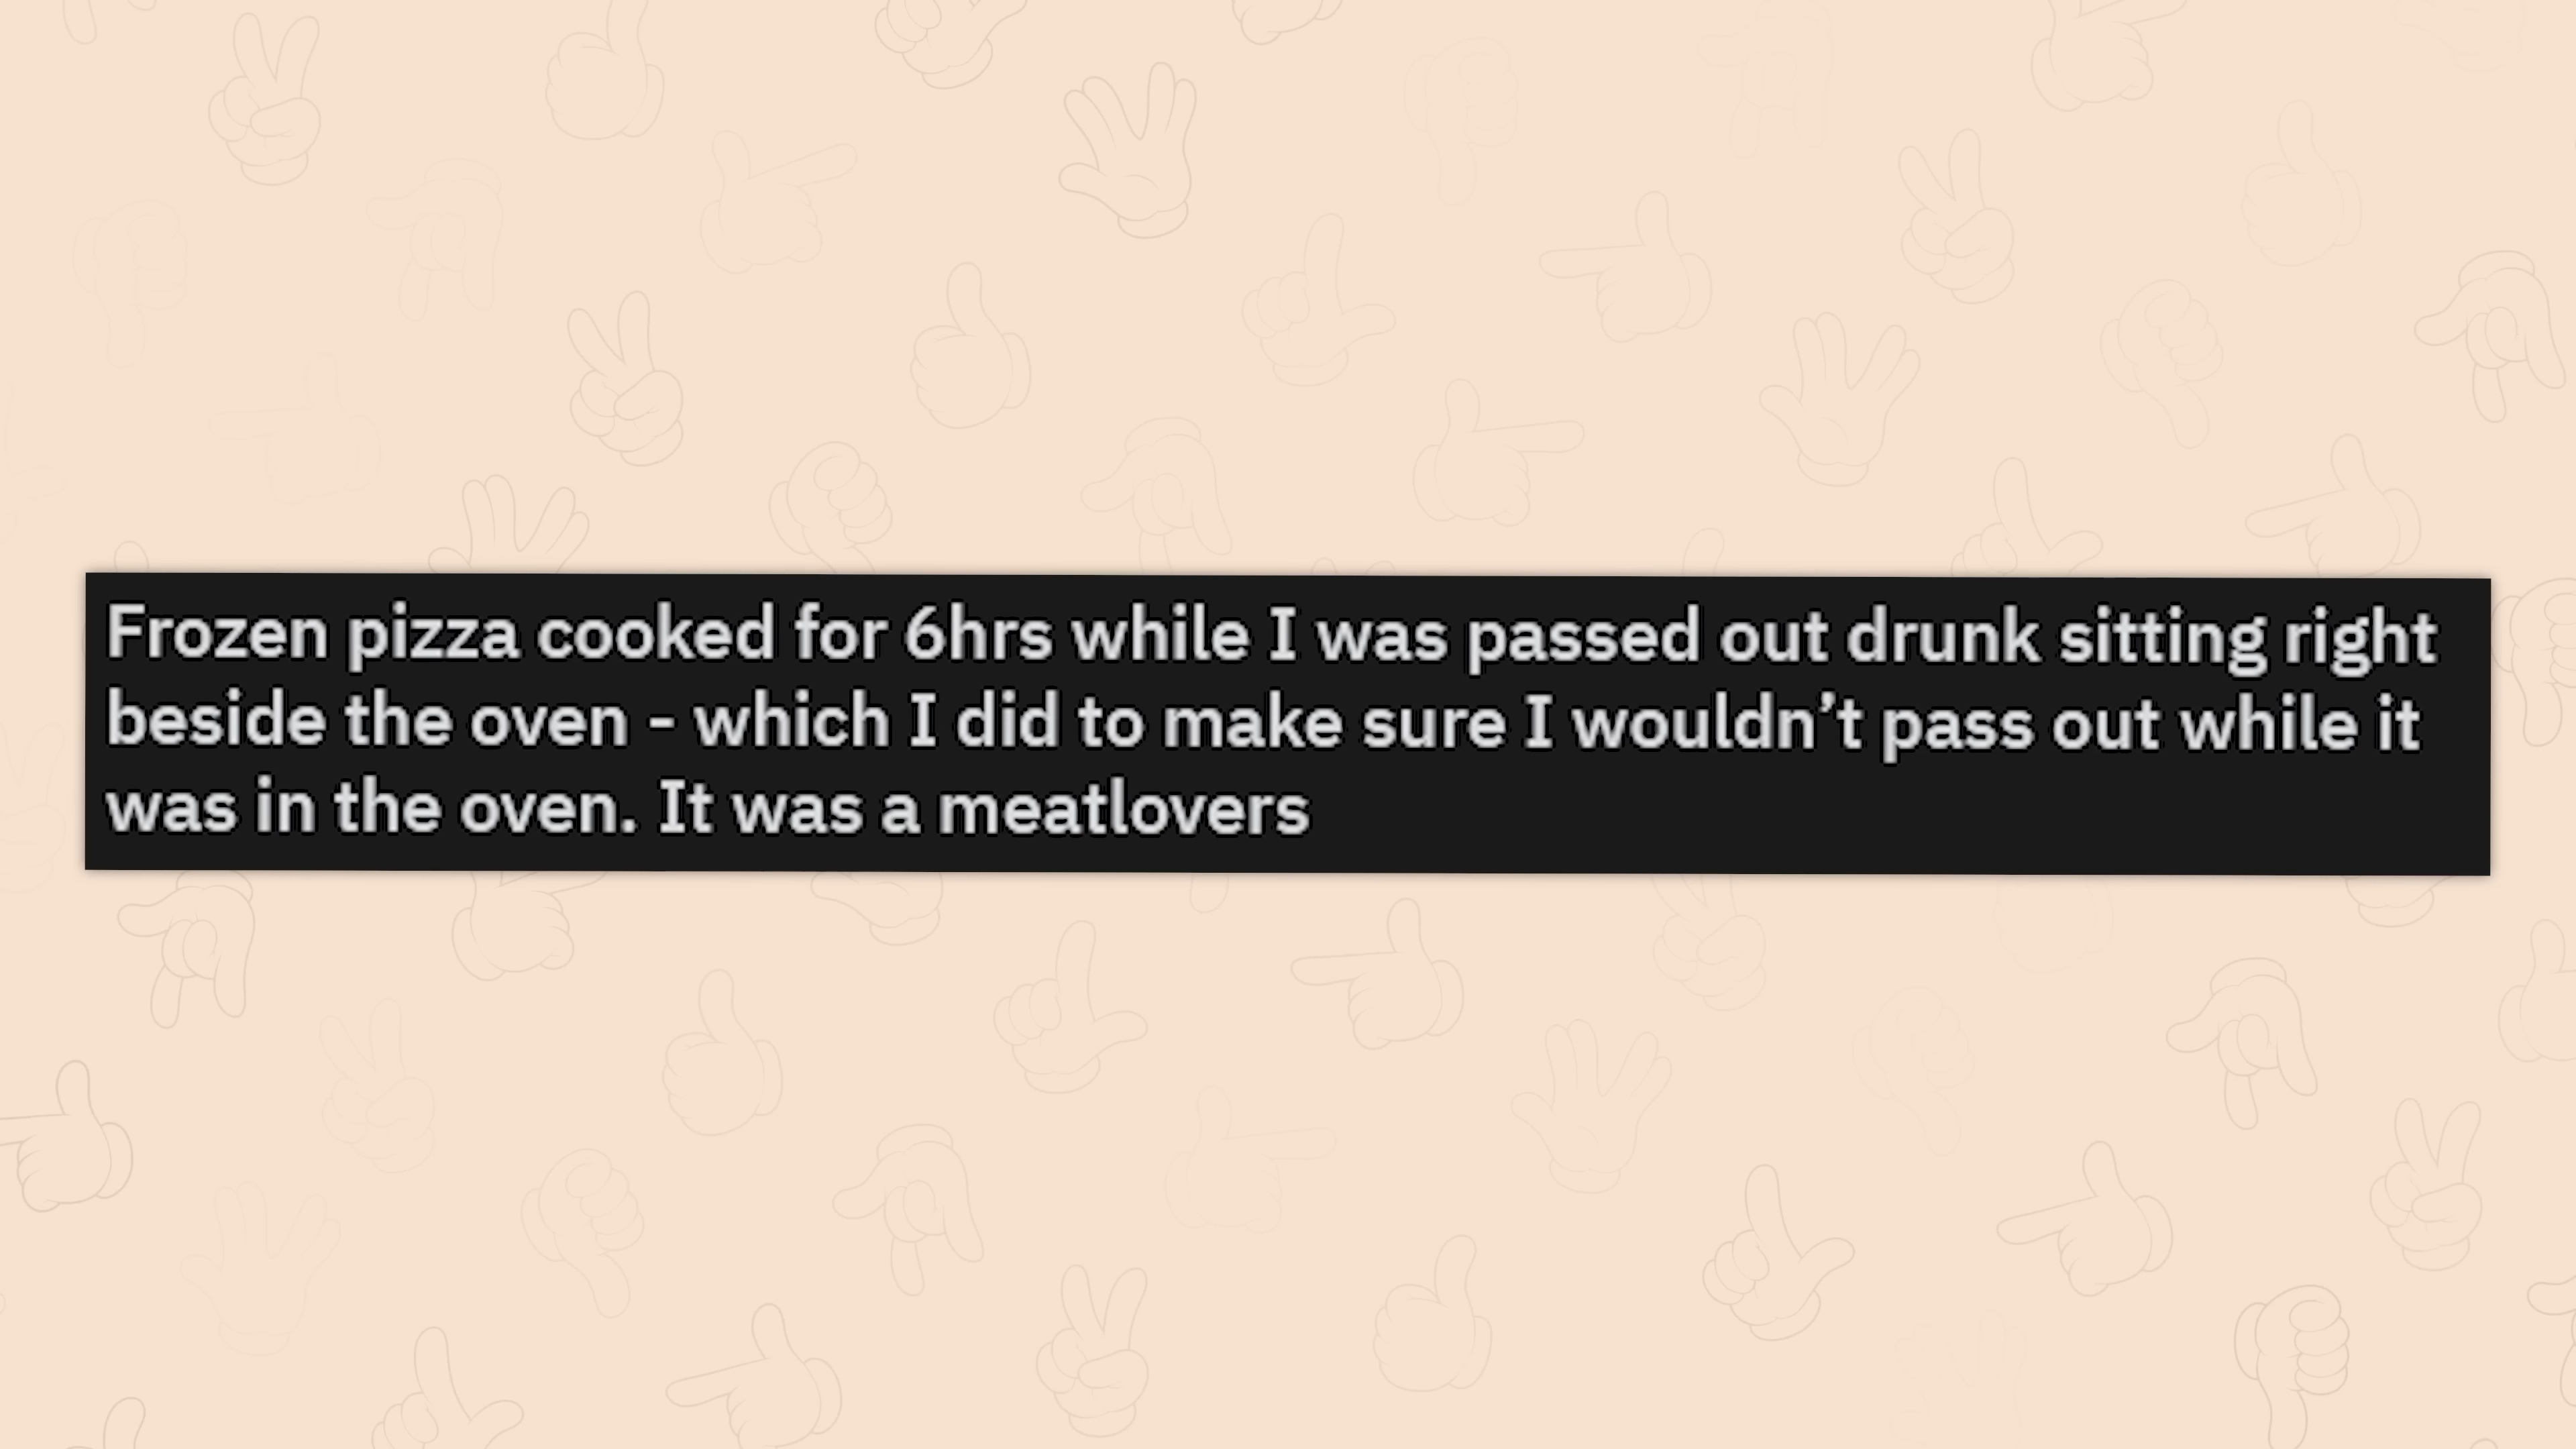 Frozen pizza cooked for 6hrs while I was passed out drunk sitting right
beside the oven - which I did to make sure I wouldn’t pass out while it
was in the oven. It was a meatlovers